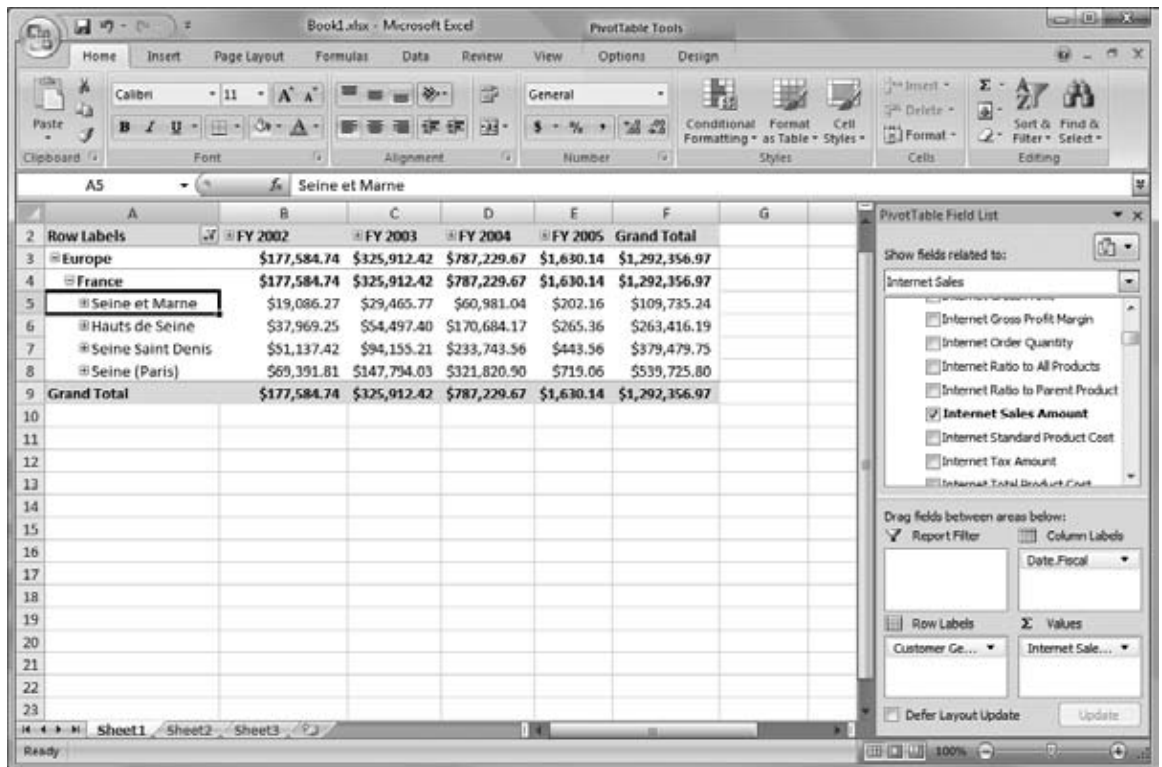 Book1.xlsx - Microsoft Excel PivotTable Tools
Home Insert Page Layout Formulas Data Review View Options Design
Paste
Clipboard
Calibri 11
B I U
Font
Alignment
General
$ % ,
Number
Conditional Formatting
Format as Table
Cell Styles
Styles
Insert
Delete
Format
Cells
Sort & Filter
Find & Select
Editing
A5 fx Seine et Marne
A B C D E F G
2 Row Labels FY 2002 FY 2003 FY 2004 FY 2005 Grand Total
3 Europe $177,584.74 $325,912.42 $787,229.67 $1,630.14 $1,292,356.97
4 France $177,584.74 $325,912.42 $787,229.67 $1,630.14 $1,292,356.97
5 Seine et Marne $19,086.27 $29,465.77 $60,981.04 $202.16 $109,735.24
6 Hauts de Seine $37,969.25 $54,497.40 $170,684.17 $265.36 $263,416.19
7 Seine Saint Denis $51,137.42 $94,155.21 $233,743.56 $443.56 $379,479.75
8 Seine (Paris) $69,391.81 $147,794.03 $321,820.90 $719.06 $539,725.80
9 Grand Total $177,584.74 $325,912.42 $787,229.67 $1,630.14 $1,292,356.97
10
11
12
13
14
15
16
17
18
19
20
21
22
23
PivotTable Field List
Show fields related to:
Internet Sales
Internet Gross Profit Margin
Internet Order Quantity
Internet Ratio to All Products
Internet Ratio to Parent Product
Internet Sales Amount
Internet Standard Product Cost
Internet Tax Amount
Internet Total Product Cost
Drag fields between areas below:
Report Filter Column Labels
Date.Fiscal
Row Labels Σ Values
Customer Ge... Internet Sale...
Defer Layout Update Update
Sheet1 Sheet2 Sheet3
Ready 100%